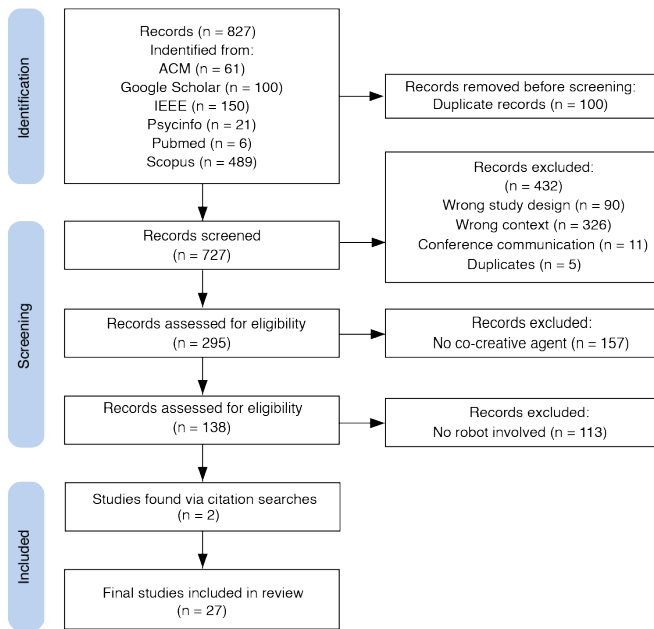 Identification
Records (n = 827)
Indentified from:
ACM (n = 61)
Google Scholar (n = 100)
IEEE (n = 150)
Psycinfo (n = 21)
Pubmed (n = 6)
Scopus (n = 489)
Records removed before screening:
Duplicate records (n = 100)
Screening
Records screened
(n = 727)
Records excluded:
(n = 432)
Wrong study design (n = 90)
Wrong context (n = 326)
Conference communication (n = 11)
Duplicates (n = 5)
Records assessed for eligibility
(n = 295)
Records excluded:
No co-creative agent (n = 157)
Records assessed for eligibility
(n = 138)
Records excluded:
No robot involved (n = 113)
Included
Studies found via citation searches
(n = 2)
Final studies included in review
(n = 27)